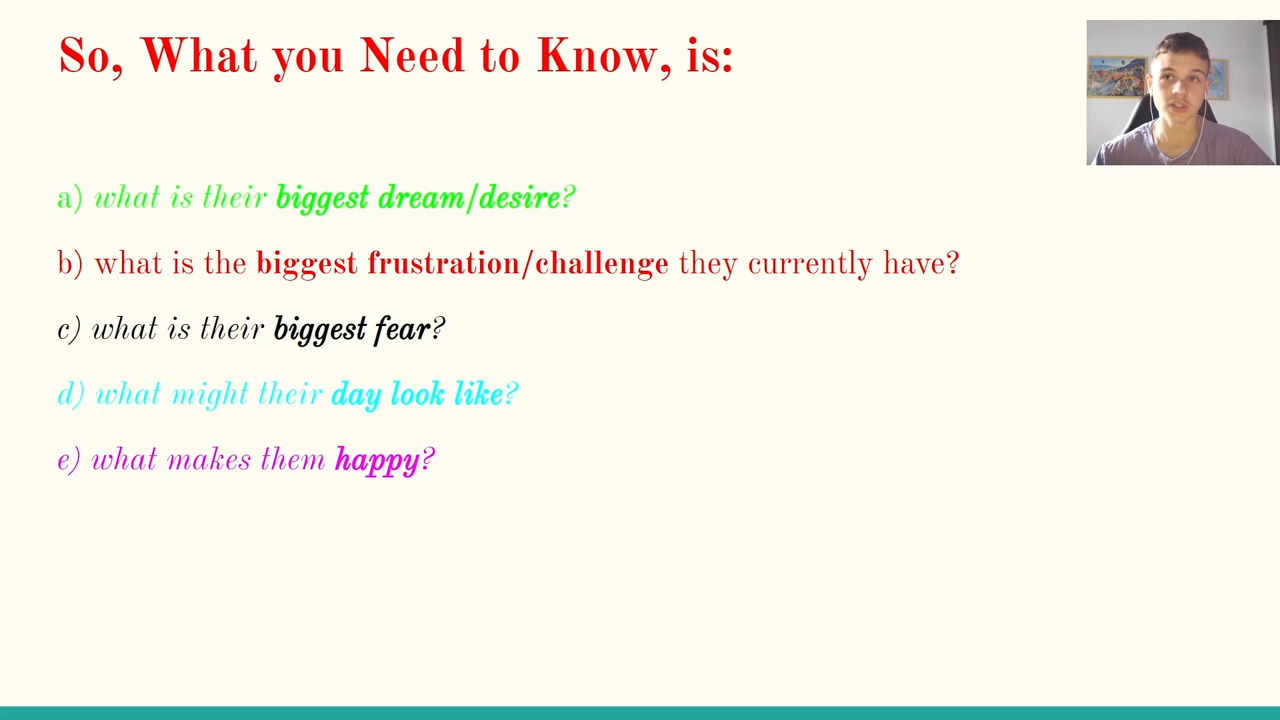 So, What you Need to Know, is:
a) what is their biggest dream/desire?
b) what is the biggest frustration/challenge they currently have?
c) what is their biggest fear?
d) what might their day look like?
e) what makes them happy?